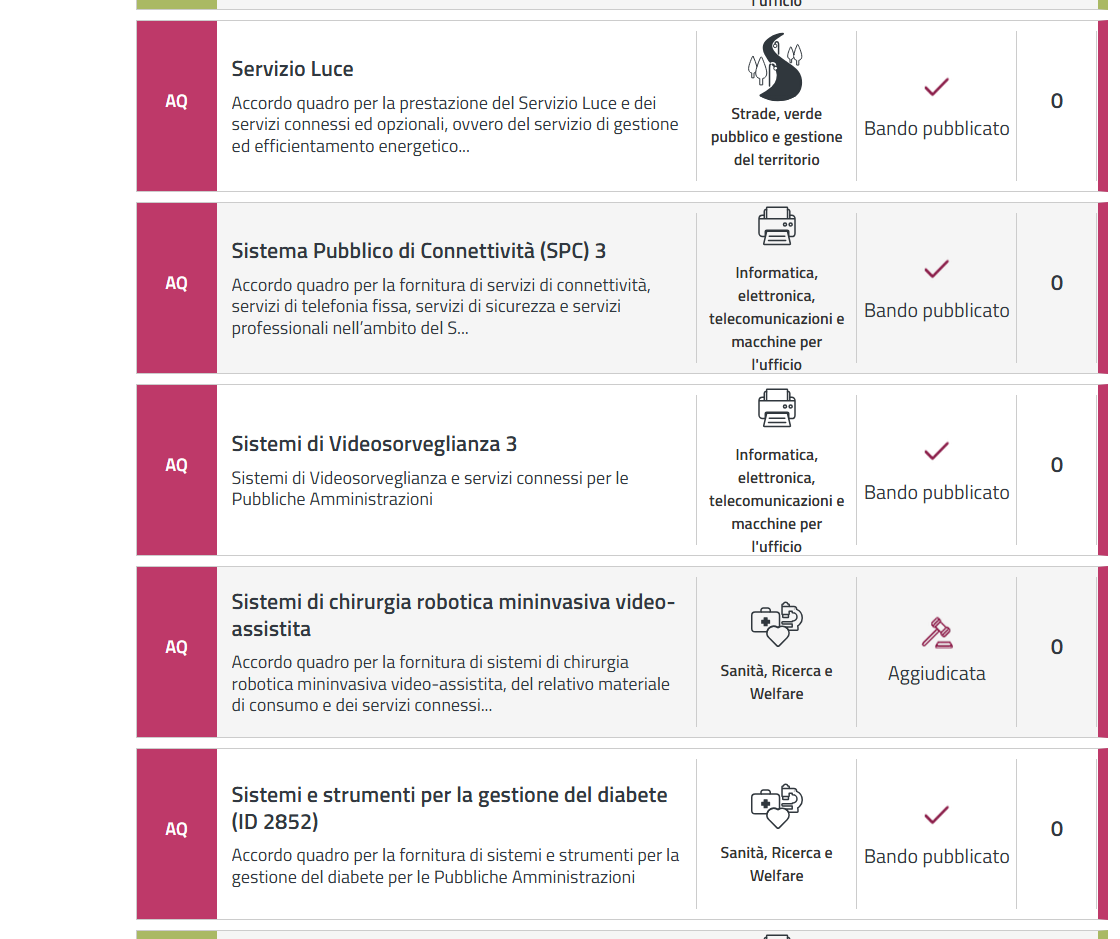 l'ufficio
AQ
Servizio Luce
Accordo quadro per la prestazione del Servizio Luce e dei
servizi connessi ed opzionali, ovvero del servizio di gestione
ed efficientamento energetico...
Strade, verde
pubblico e gestione
del territorio
Bando pubblicato
0
AQ
Sistema Pubblico di Connettività (SPC) 3
Accordo quadro per la fornitura di servizi di connettività,
servizi di telefonia fissa, servizi di sicurezza e servizi
professionali nell’ambito del S...
Informatica,
elettronica,
telecomunicazioni e
macchine per
l'ufficio
Bando pubblicato
0
AQ
Sistemi di Videosorveglianza 3
Sistemi di Videosorveglianza e servizi connessi per le
Pubbliche Amministrazioni
Informatica,
elettronica,
telecomunicazioni e
macchine per
l'ufficio
Bando pubblicato
0
AQ
Sistemi di chirurgia robotica mininvasiva video-
assistita
Accordo quadro per la fornitura di sistemi di chirurgia
robotica mininvasiva video-assistita, del relativo materiale
di consumo e dei servizi connessi...
Sanità, Ricerca e
Welfare
Aggiudicata
0
AQ
Sistemi e strumenti per la gestione del diabete
(ID 2852)
Accordo quadro per la fornitura di sistemi e strumenti per la
gestione del diabete per le Pubbliche Amministrazioni
Sanità, Ricerca e
Welfare
Bando pubblicato
0